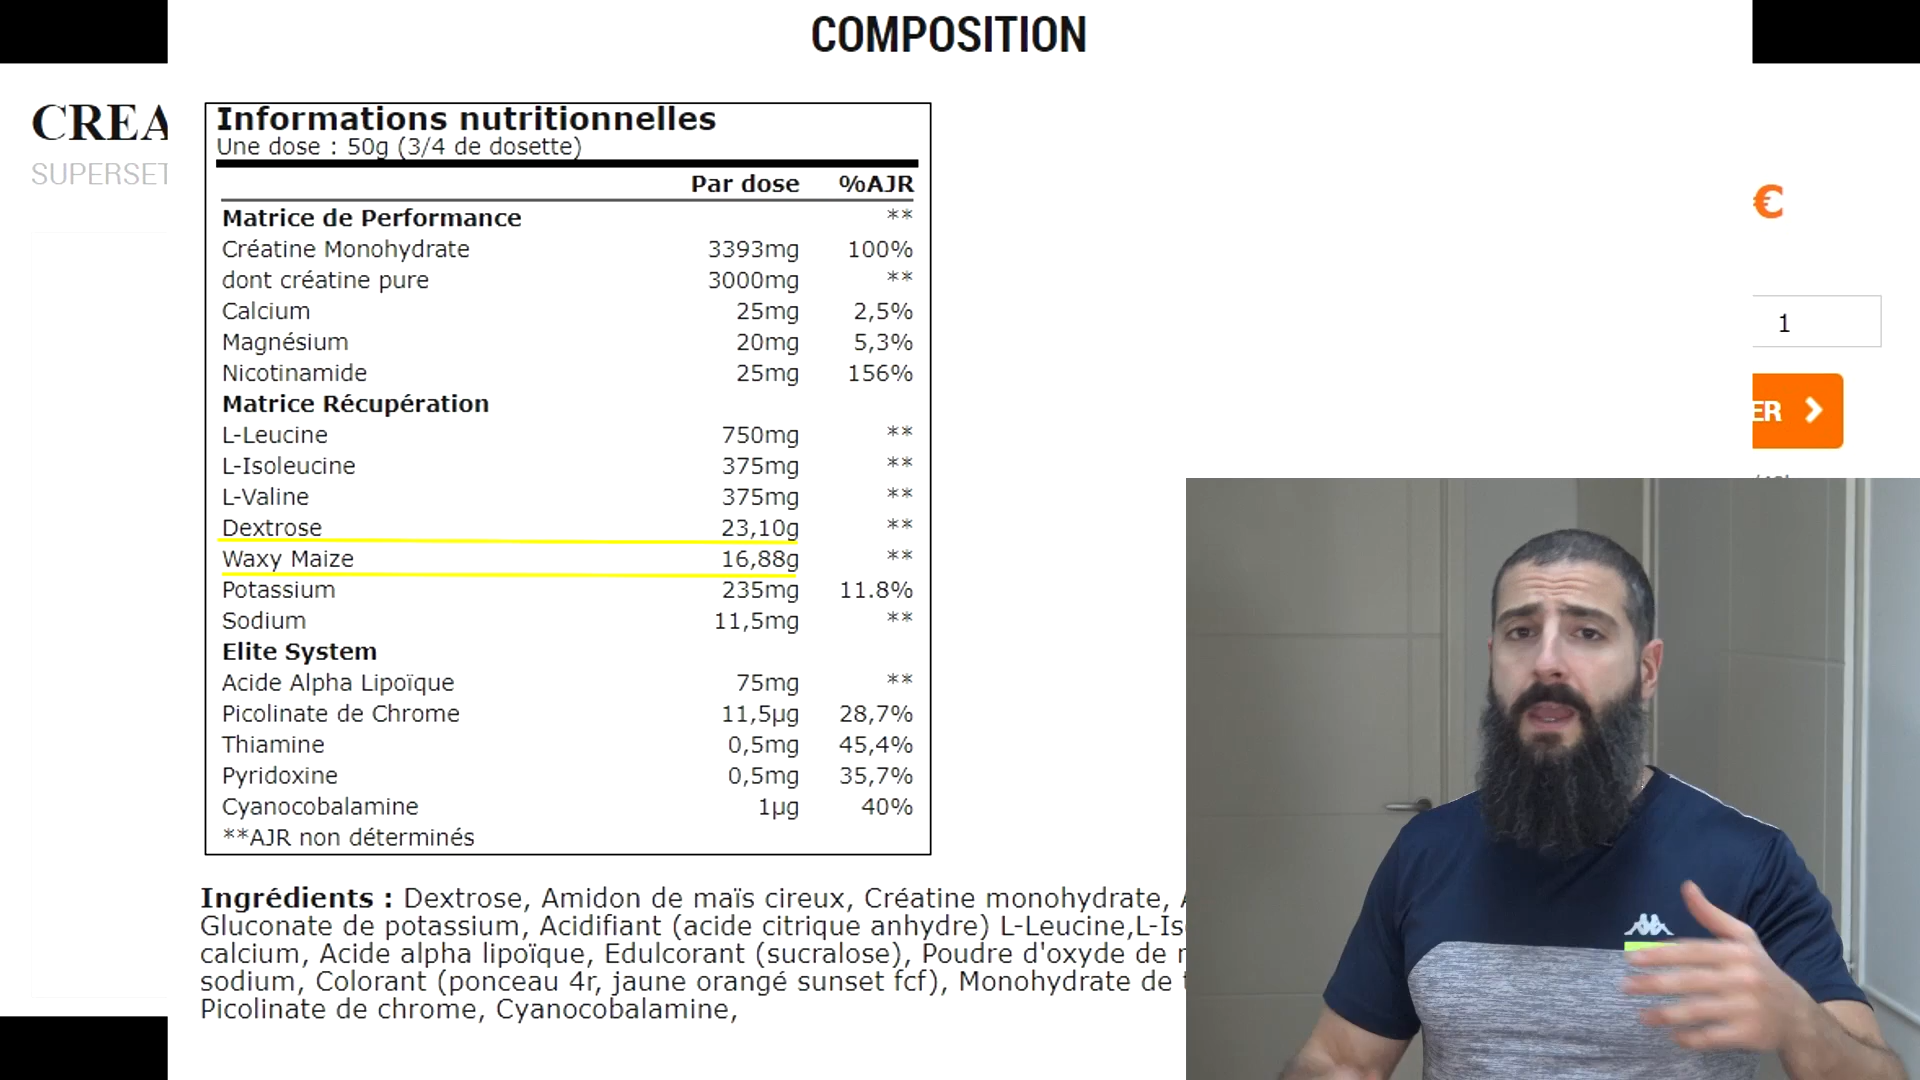 COMPOSITION
CREA
SUPERSET
Informations nutritionnelles
Une dose : 50g (3/4 de dosette)
Par dose %AJR
Matrice de Performance **
Créatine Monohydrate 3393mg 100%
dont créatine pure 3000mg **
Calcium 25mg 2,5%
Magnésium 20mg 5,3%
Nicotinamide 25mg 156%
Matrice Récupération
L-Leucine 750mg **
L-Isoleucine 375mg **
L-Valine 375mg **
Dextrose 23,10g **
Waxy Maize 16,88g **
Potassium 235mg 11.8%
Sodium 11,5mg **
Elite System
Acide Alpha Lipoïque 75mg **
Picolinate de Chrome 11,5µg 28,7%
Thiamine 0,5mg 45,4%
Pyridoxine 0,5mg 35,7%
Cyanocobalamine 1µg 40%
**AJR non déterminés
€
1
ER
Ingrédients : Dextrose, Amidon de maïs cireux, Créatine monohydrate,
Gluconate de potassium, Acidifiant (acide citrique anhydre) L-Leucine,L-Is
calcium, Acide alpha lipoïque, Edulcorant (sucralose), Poudre d'oxyde de
sodium, Colorant (ponceau 4r, jaune orangé sunset fcf), Monohydrate de
Picolinate de chrome, Cyanocobalamine,